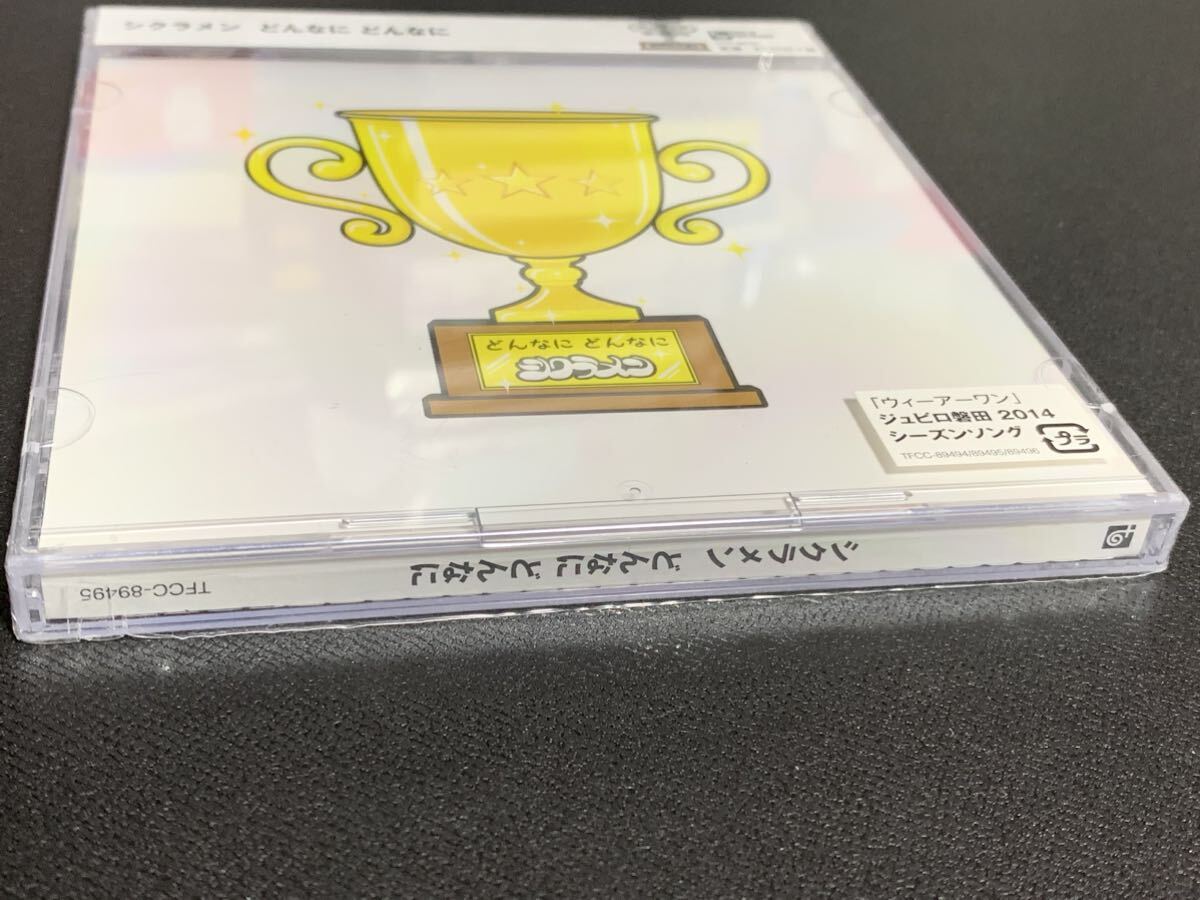 シクラメン どんなに どんなに
どんなに どんなに
シクラメン
「ヴィーアーワン」
ジュビロ磐田 2014
シーズンソング
プラ
TFCC-89494/89495/89496
シクラメン どんなに どんなに
TFCC-89495